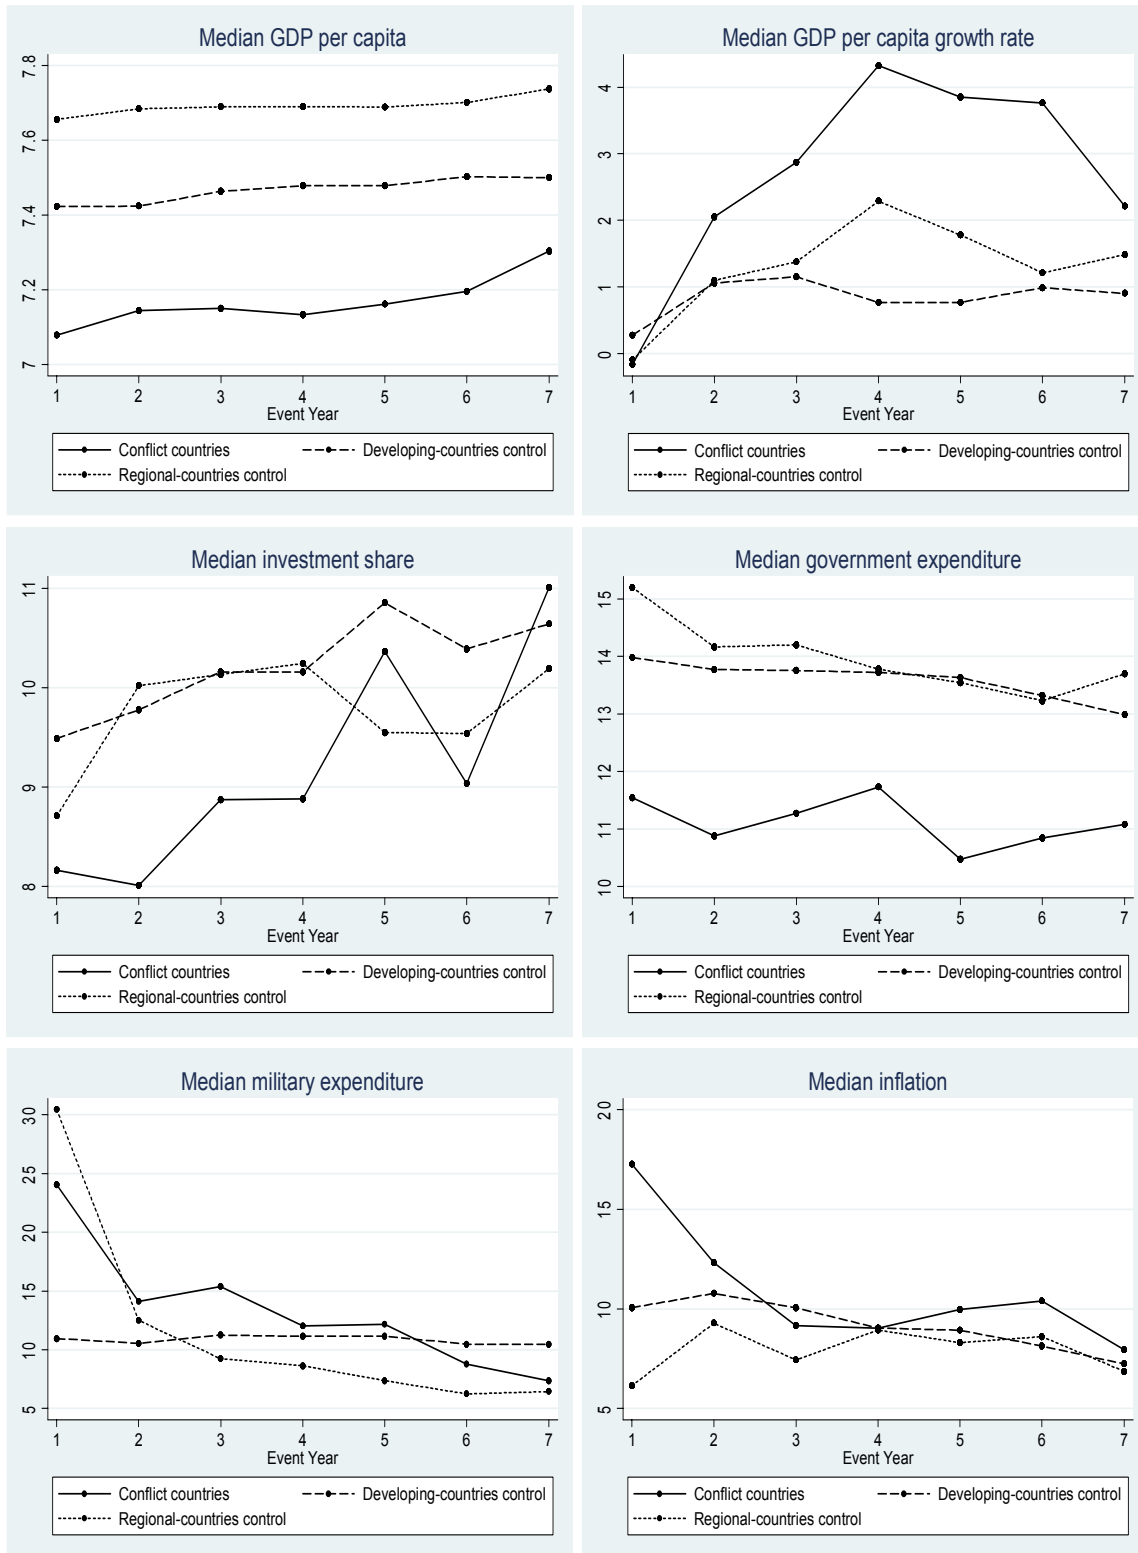 Median GDP per capita
7.8
7.6
7.4
7.2
7
1 2 3 4 5 6 7
Event Year
Conflict countries Developing-countries control
Regional-countries control
Median GDP per capita growth rate
4
3
2
1
0
1 2 3 4 5 6 7
Event Year
Conflict countries Developing-countries control
Regional-countries control
Median investment share
11
10
9
8
1 2 3 4 5 6 7
Event Year
Conflict countries Developing-countries control
Regional-countries control
Median government expenditure
15
14
13
12
11
10
1 2 3 4 5 6 7
Event Year
Conflict countries Developing-countries control
Regional-countries control
Median military expenditure
30
25
20
15
10
5
1 2 3 4 5 6 7
Event Year
Conflict countries Developing-countries control
Regional-countries control
Median inflation
20
15
10
5
1 2 3 4 5 6 7
Event Year
Conflict countries Developing-countries control
Regional-countries control